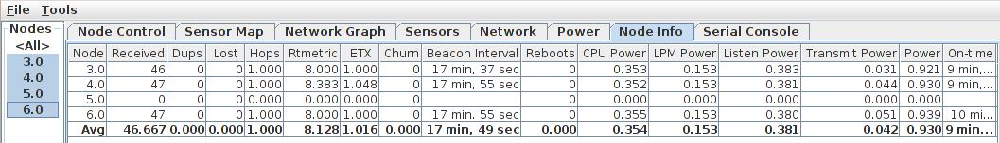 File Tools
Nodes
<All>
3.0
4.0
5.0
6.0
Node Control Sensor Map Network Graph Sensors Network Power Node Info Serial Console
Node Received Dups Lost Hops Rtmetric ETX Churn Beacon Interval Reboots CPU Power LPM Power Listen Power Transmit Power Power On-time
3.0 46 0 0 1.000 8.000 1.000 0 17 min, 37 sec 0 0.353 0.153 0.383 0.031 0.921 9 min,...
4.0 47 0 0 1.000 8.383 1.048 0 17 min, 55 sec 0 0.352 0.153 0.381 0.044 0.930 9 min,...
5.0 0 0 0 0.000 0.000 0.000 0 0 0.000 0.000 0.000 0.000 0.000
6.0 47 0 0 1.000 8.000 1.000 0 17 min, 55 sec 0 0.355 0.153 0.380 0.051 0.939 10 mi...
Avg 46.667 0.000 0.000 1.000 8.128 1.016 0.000 17 min, 49 sec 0.000 0.354 0.153 0.381 0.042 0.930 9 min...